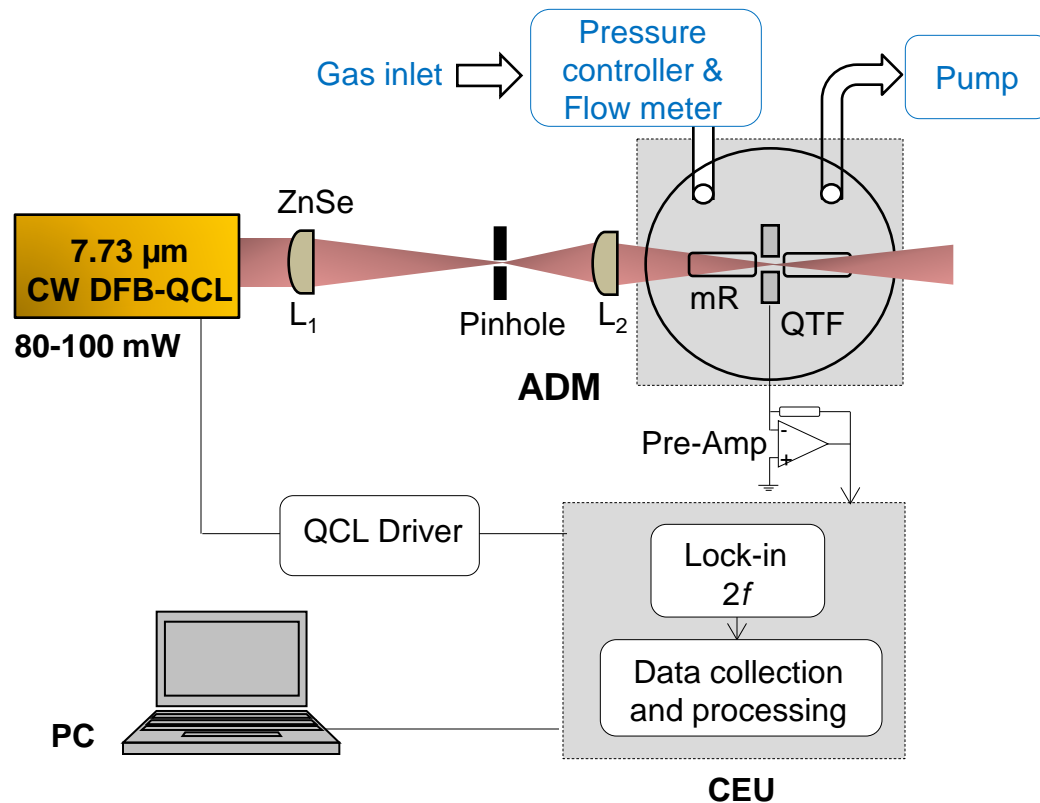 Pressure
controller &
Flow meter
Gas inlet
Pump
ZnSe
7.73 µm
CW DFB-QCL
80-100 mW
L1
Pinhole
L2
mR
QTF
ADM
Pre-Amp
-
+
QCL Driver
Lock-in
2f
Data collection
and processing
PC
CEU